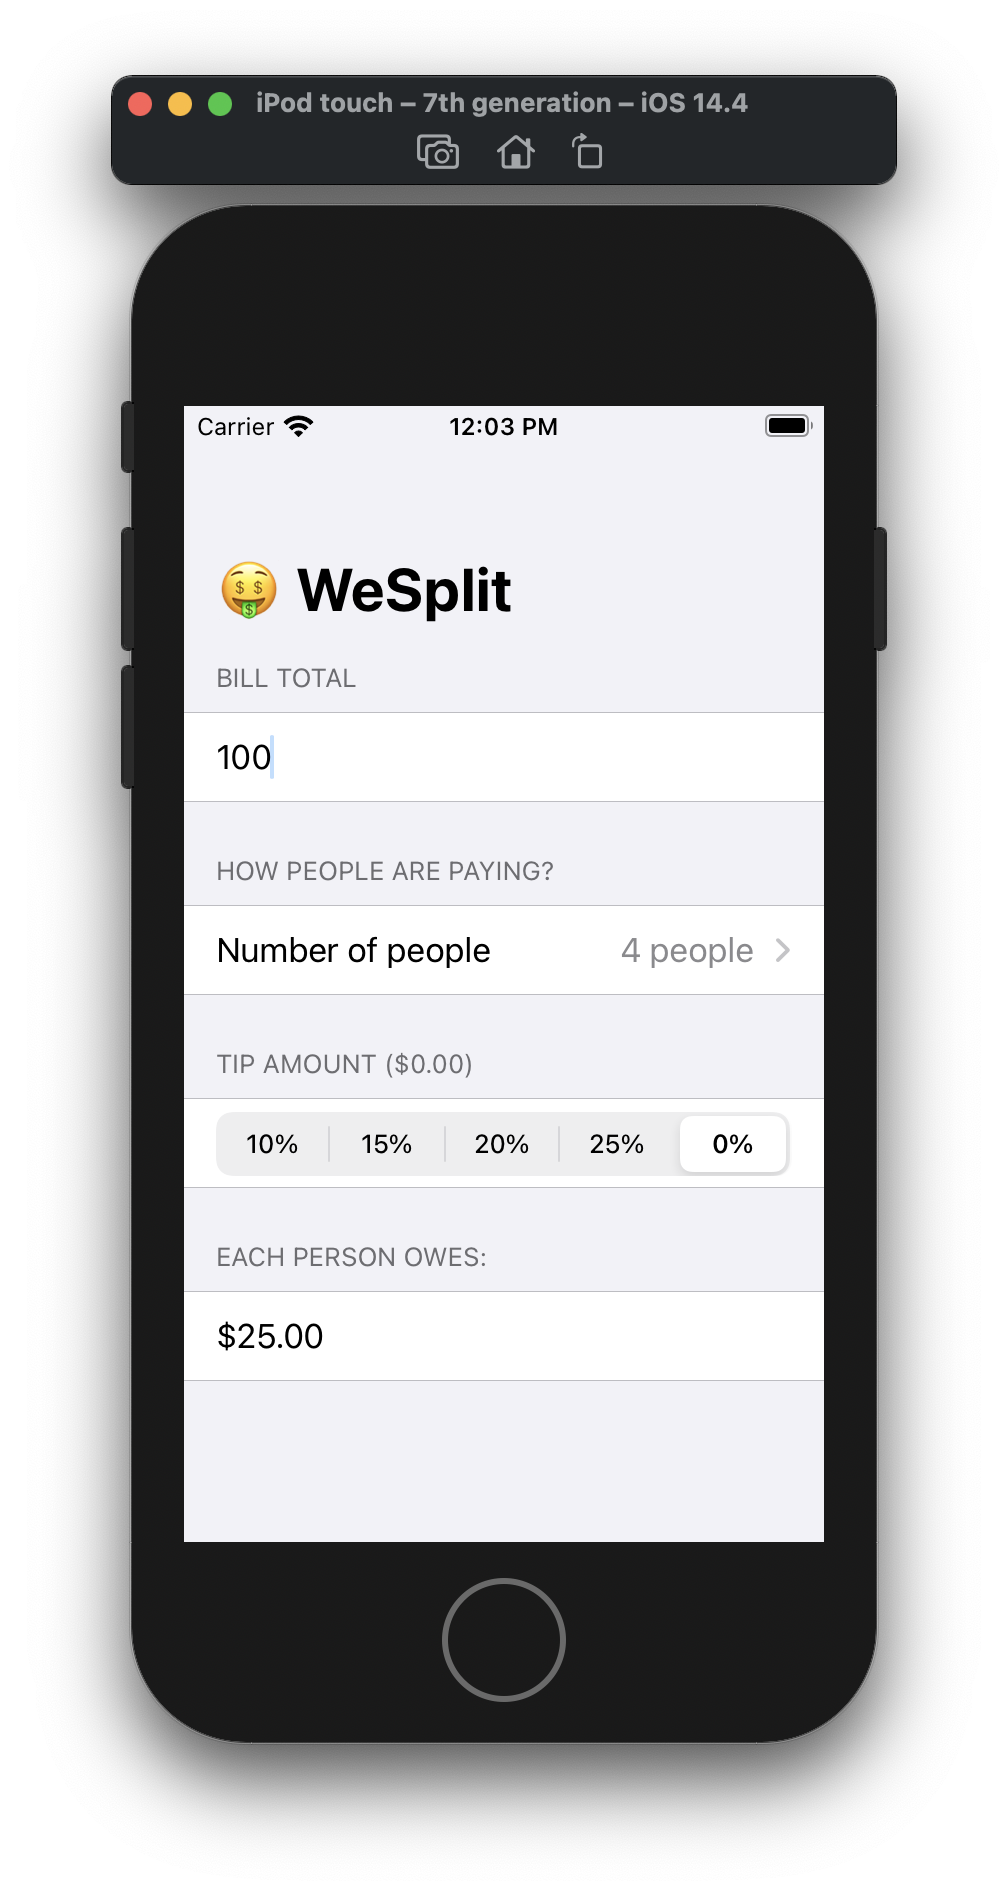 iPod touch – 7th generation – iOS 14.4
Carrier 12:03 PM
🤑 WeSplit
BILL TOTAL
100
HOW PEOPLE ARE PAYING?
Number of people 4 people
TIP AMOUNT ($0.00)
10% 15% 20% 25% 0%
EACH PERSON OWES:
$25.00